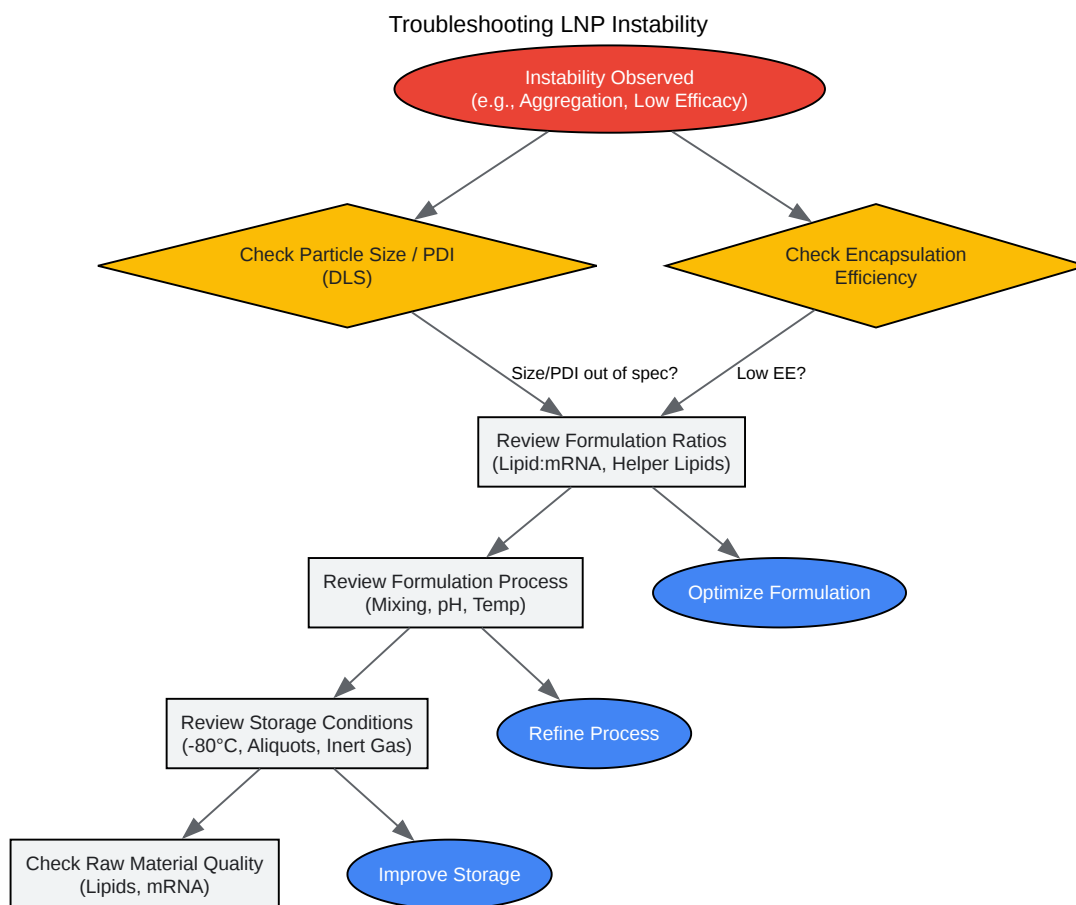 Troubleshooting LNP Instability
Instability Observed
(e.g., Aggregation, Low Efficacy)
Check Particle Size / PDI
(DLS)
Check Encapsulation
Efficiency
Size/PDI out of spec?
Low EE?
Review Formulation Ratios
(Lipid:mRNA, Helper Lipids)
Review Formulation Process
(Mixing, pH, Temp)
Optimize Formulation
Review Storage Conditions
(-80°C, Aliquots, Inert Gas)
Refine Process
Check Raw Material Quality
(Lipids, mRNA)
Improve Storage